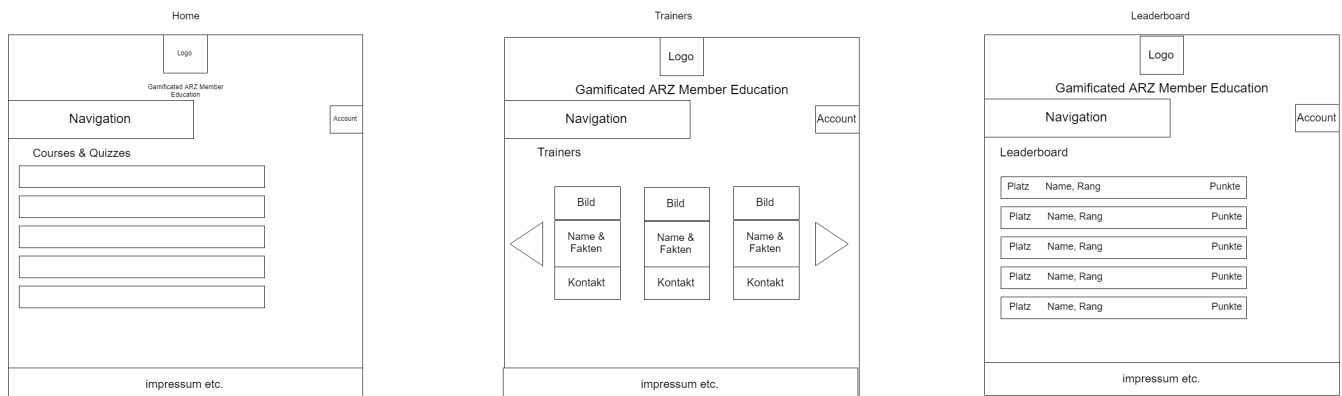 Home
Logo
Gamificated ARZ Member
Education
Navigation
Account
Courses & Quizzes
impressum etc.
Trainers
Logo
Gamificated ARZ Member Education
Navigation
Account
Trainers
Bild
Bild
Bild
Name &
Fakten
Name &
Fakten
Name &
Fakten
Kontakt
Kontakt
Kontakt
impressum etc.
Leaderboard
Logo
Gamificated ARZ Member Education
Navigation
Account
Leaderboard
Platz Name, Rang Punkte
Platz Name, Rang Punkte
Platz Name, Rang Punkte
Platz Name, Rang Punkte
Platz Name, Rang Punkte
impressum etc.